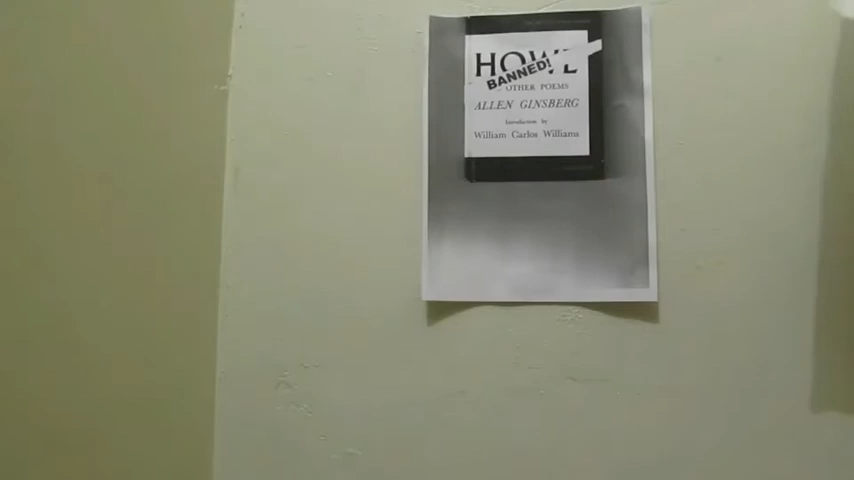 HOWL
BANNED!
OTHER POEMS
ALLEN GINSBERG
Introduction by
William Carlos Williams